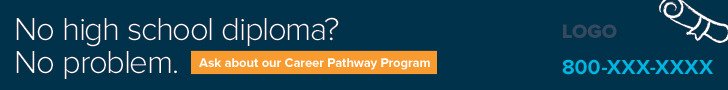 No high school diploma?
No problem. Ask about our Career Pathway Program
LOGO
800-XXX-XXXX